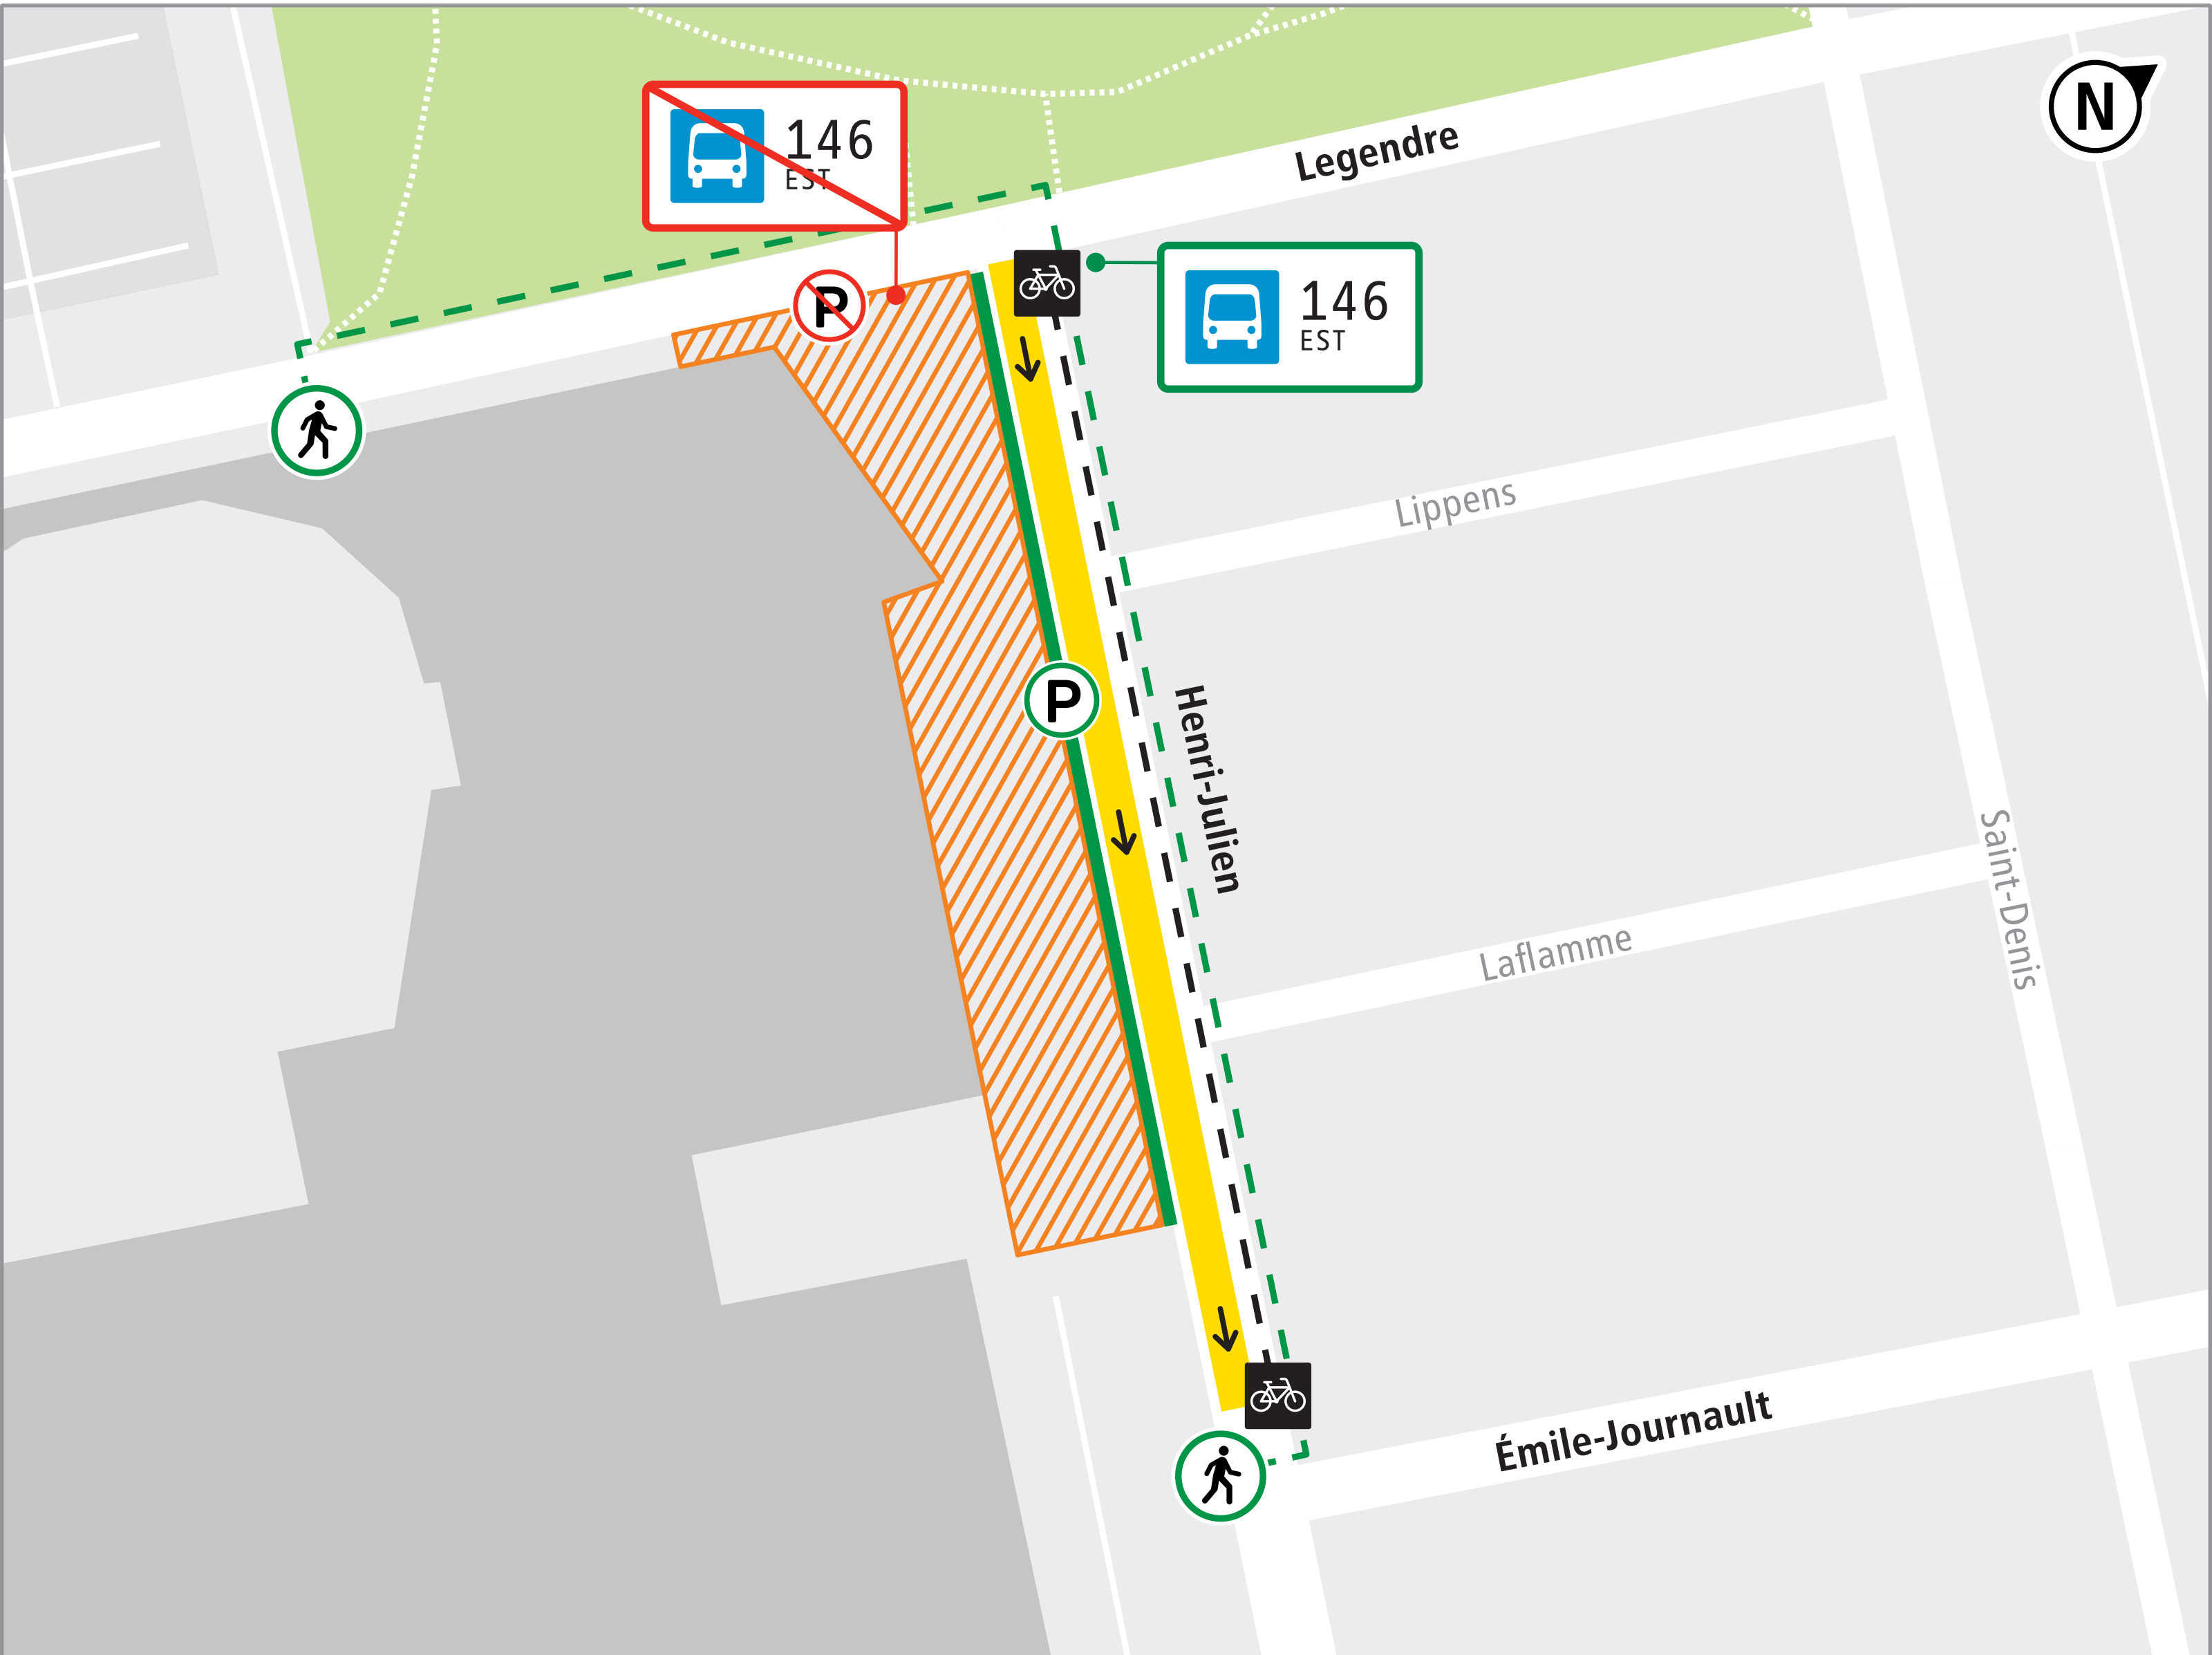 N
Legendre
146
EST
146
EST
P
Lippens
P
Henri-Julien
Saint-Denis
Laflamme
Émile-Journault